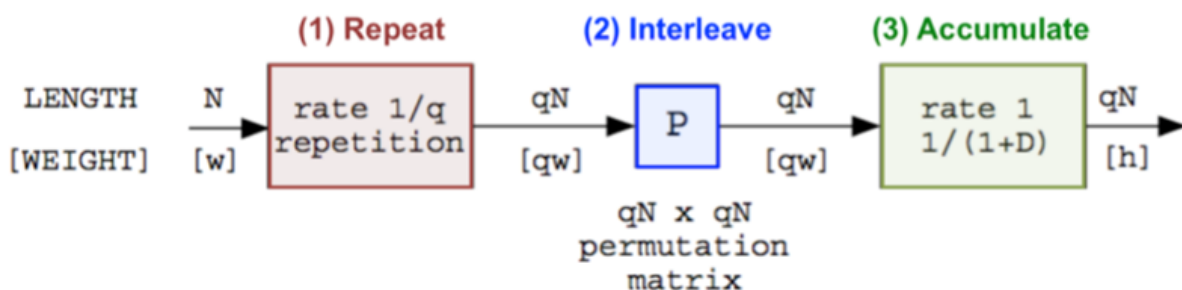 (1) Repeat (2) Interleave (3) Accumulate
LENGTH N qN qN qN
rate 1/q
repetition
P
rate 1
1/(1+D)
[WEIGHT] [w] [qw] [qw] [h]
qN x qN
permutation
matrix